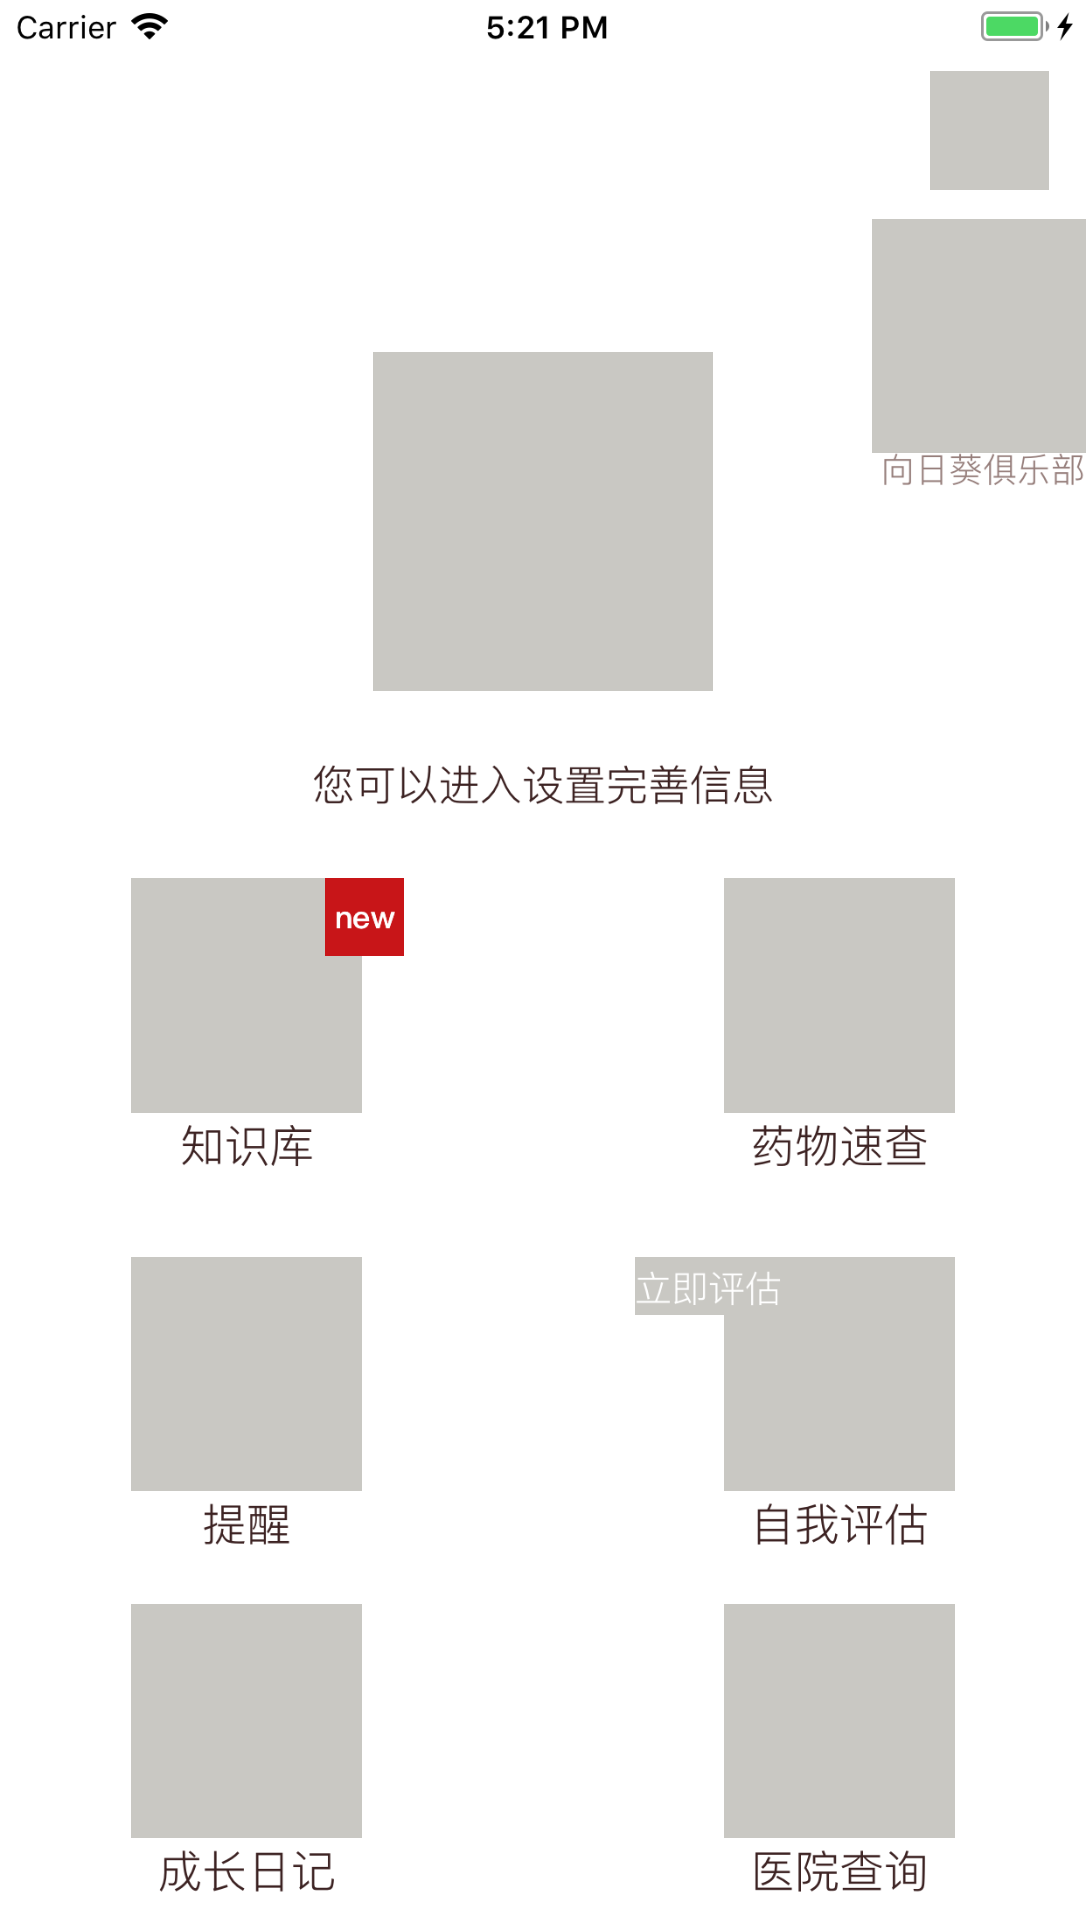 Carrier 5:21 PM
向日葵俱乐部
您可以进入设置完善信息
new
知识库 药物速查
立即评估
提醒 自我评估
成长日记 医院查询